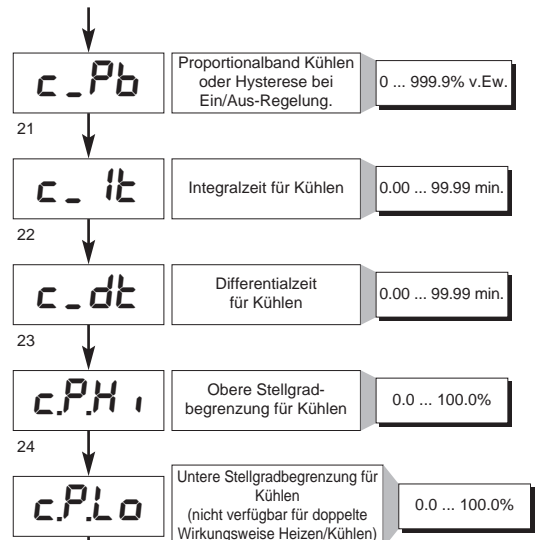 c_Pb
Proportionalband Kühlen
oder Hysterese bei
Ein/Aus-Regelung.
0 ... 999.9% v.Ew.
21
c_It
Integralzeit für Kühlen
0.00 ... 99.99 min.
22
c_dt
Differentialzeit
für Kühlen
0.00 ... 99.99 min.
23
c.P.Hi
Obere Stellgrad-
begrenzung für Kühlen
0.0 ... 100.0%
24
c.P.Lo
Untere Stellgradbegrenzung für
Kühlen
(nicht verfügbar für doppelte
Wirkungsweise Heizen/Kühlen)
0.0 ... 100.0%